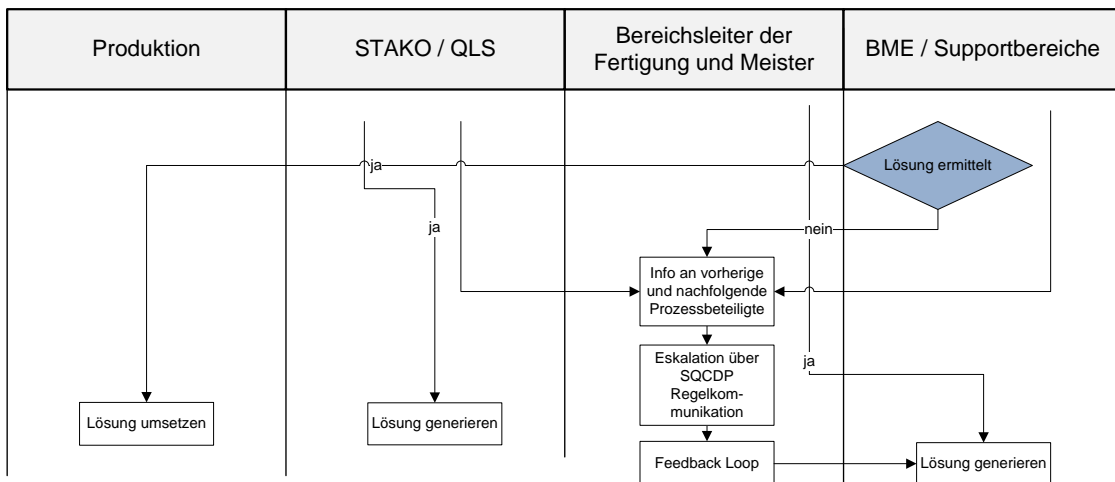 Produktion
STAKO / QLS
Bereichsleiter der
Fertigung und Meister
BME / Supportbereiche
ja
Lösung ermittelt
ja
nein
Info an vorherige
und nachfolgende
Prozessbeteiligte
Eskalation über
SQCDP
Regelkom-
munikation
ja
Lösung umsetzen
Lösung generieren
Feedback Loop
Lösung generieren